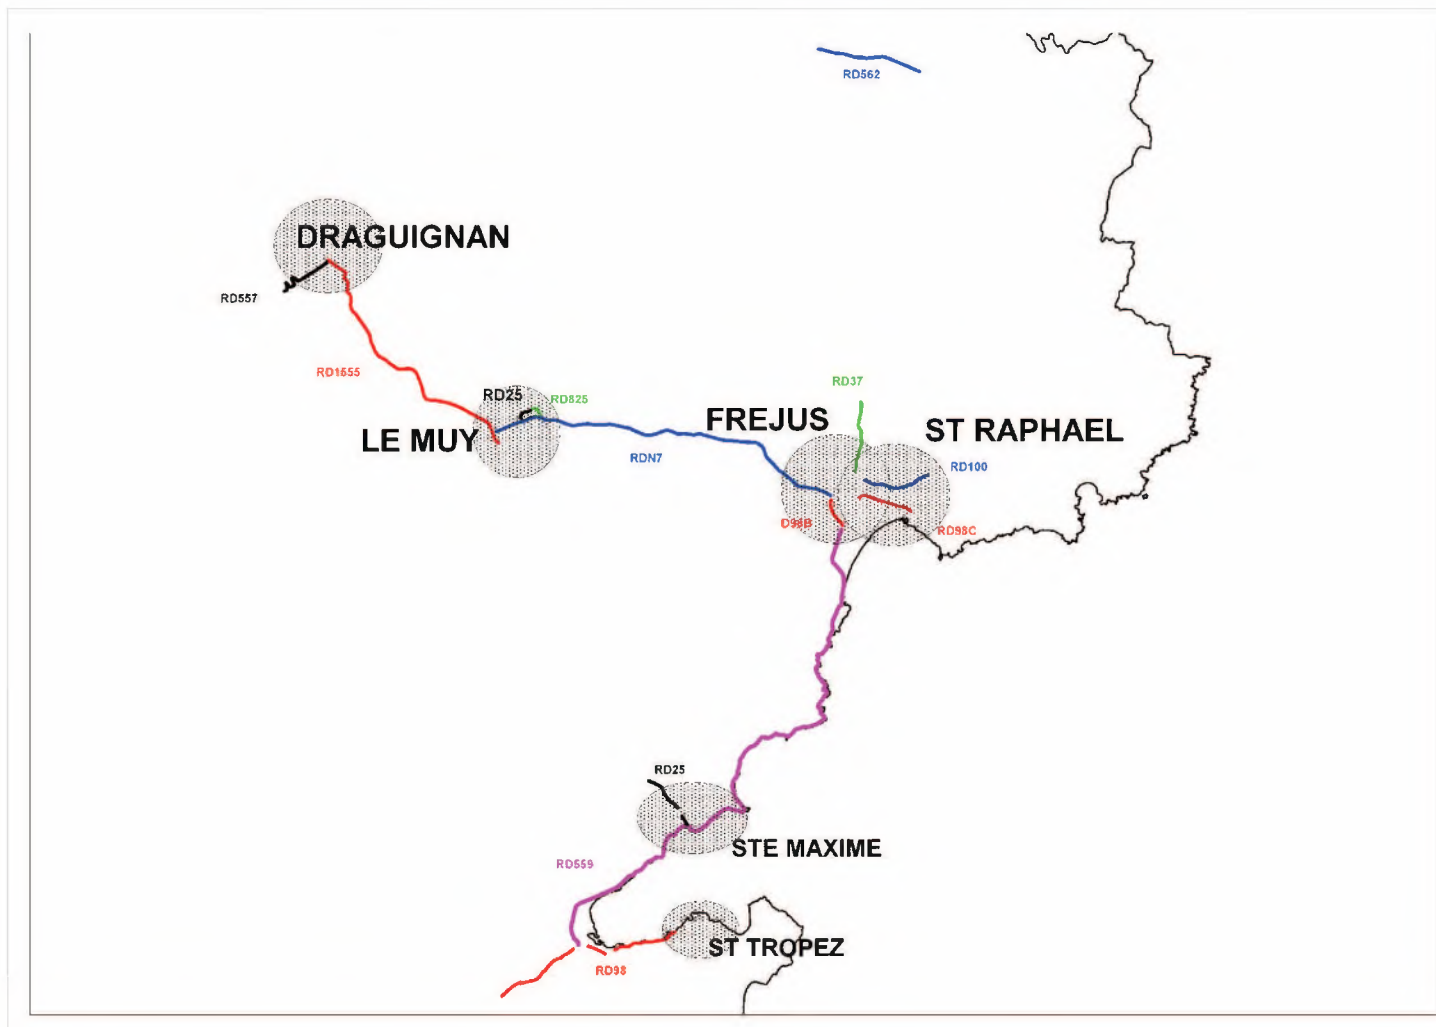 RD562
DRAGUIGNAN
RD557
RD1555
RD37
RD25
RD825
FREJUS
ST RAPHAEL
LE MUY
RDN7
RD100
D98B
RD98C
RD25
STE MAXIME
RD559
ST TROPEZ
RD98